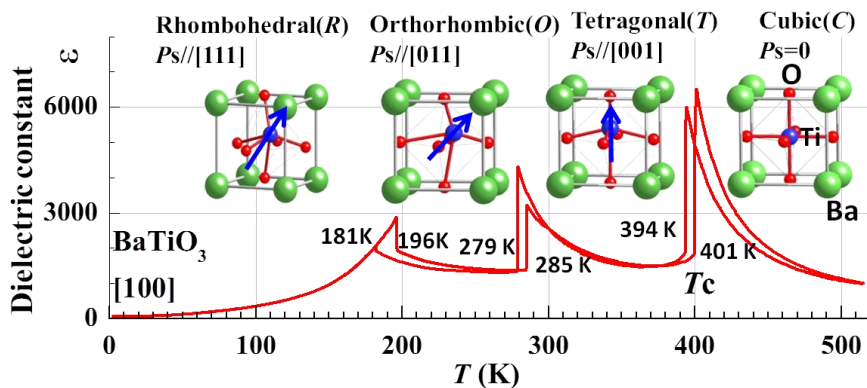 Rhombohedral(R)
Ps//[111]
Orthorhombic(O)
Ps//[011]
Tetragonal(T)
Ps//[001]
Cubic(C)
Ps=0
O
Ti
Ba
Dielectric constant ε
6000
3000
0
BaTiO₃
[100]
181K
196K
279 K
285 K
394 K
401 K
Tc
0
100
200
300
400
500
T (K)